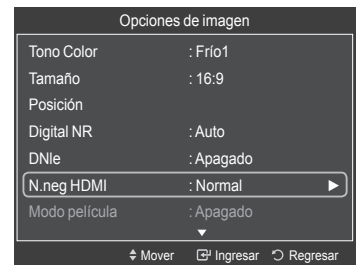 Opciones de imagen
Tono Color : Frío1
Tamaño : 16:9
Posición
Digital NR : Auto
DNIe : Apagado
N.neg HDMI : Normal ►
Modo película : Apagado
▼
Mover Ingresar Regresar